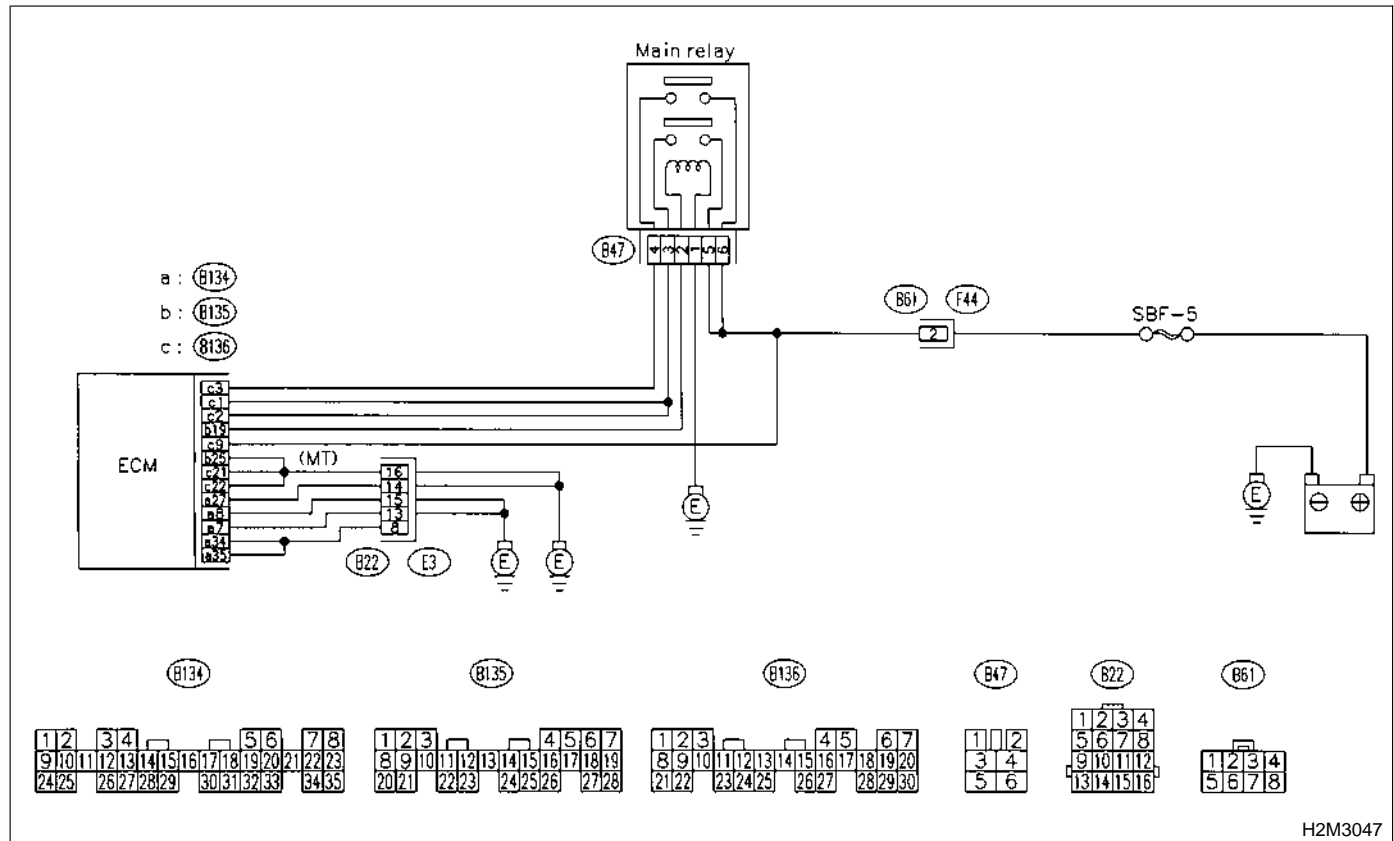 Main relay
B47 4 3 2 1 5 6
a : B134
b : B135
c : B136
B61 F44
2
SBF-5
ECM
c3
c1
c2
b19
c9
b25
c21
c22
a27
a8
a7
a34
a35
(MT)
16
14
15
13
8
B22 E3
E E E E
⊖ ⊕
B134 B135 B136 B47 B22 B61
1 2 3 4 5 6 7 8
9 10 11 12 13 14 15 16 17 18 19 20 21 22 23
24 25 26 27 28 29 30 31 32 33 34 35
1 2 3 4 5 6 7
8 9 10 11 12 13 14 15 16 17 18 19
20 21 22 23 24 25 26 27 28
1 2 3 4 5 6 7
8 9 10 11 12 13 14 15 16 17 18 19 20
21 22 23 24 25 26 27 28 29 30
1 2
3 4
5 6
1 2 3 4
5 6 7 8
9 10 11 12
13 14 15 16
1 2 3 4
5 6 7 8
H2M3047